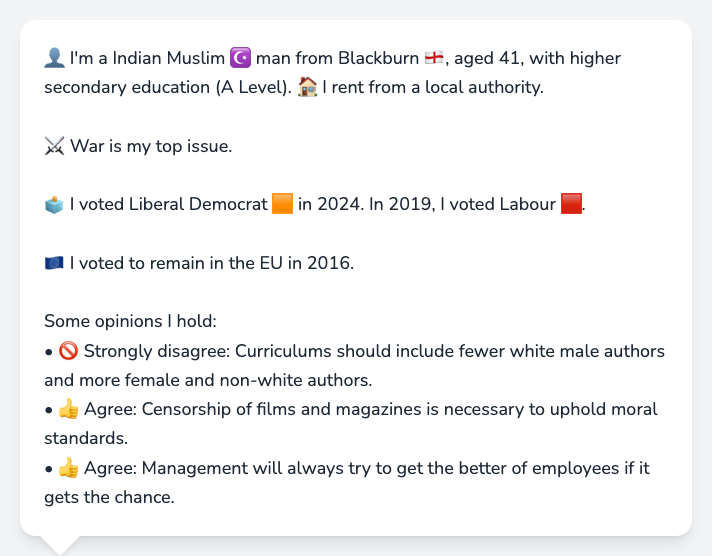 👤 I'm a Indian Muslim ☪️ man from Blackburn 🏴󠁧󠁢󠁥󠁮󠁧󠁿, aged 41, with higher
secondary education (A Level). 🏠 I rent from a local authority.
⚔️ War is my top issue.
🗳️ I voted Liberal Democrat 🟧 in 2024. In 2019, I voted Labour 🟥.
🇪🇺 I voted to remain in the EU in 2016.
Some opinions I hold:
• 🚫 Strongly disagree: Curriculums should include fewer white male authors
and more female and non-white authors.
• 👍 Agree: Censorship of films and magazines is necessary to uphold moral
standards.
• 👍 Agree: Management will always try to get the better of employees if it
gets the chance.